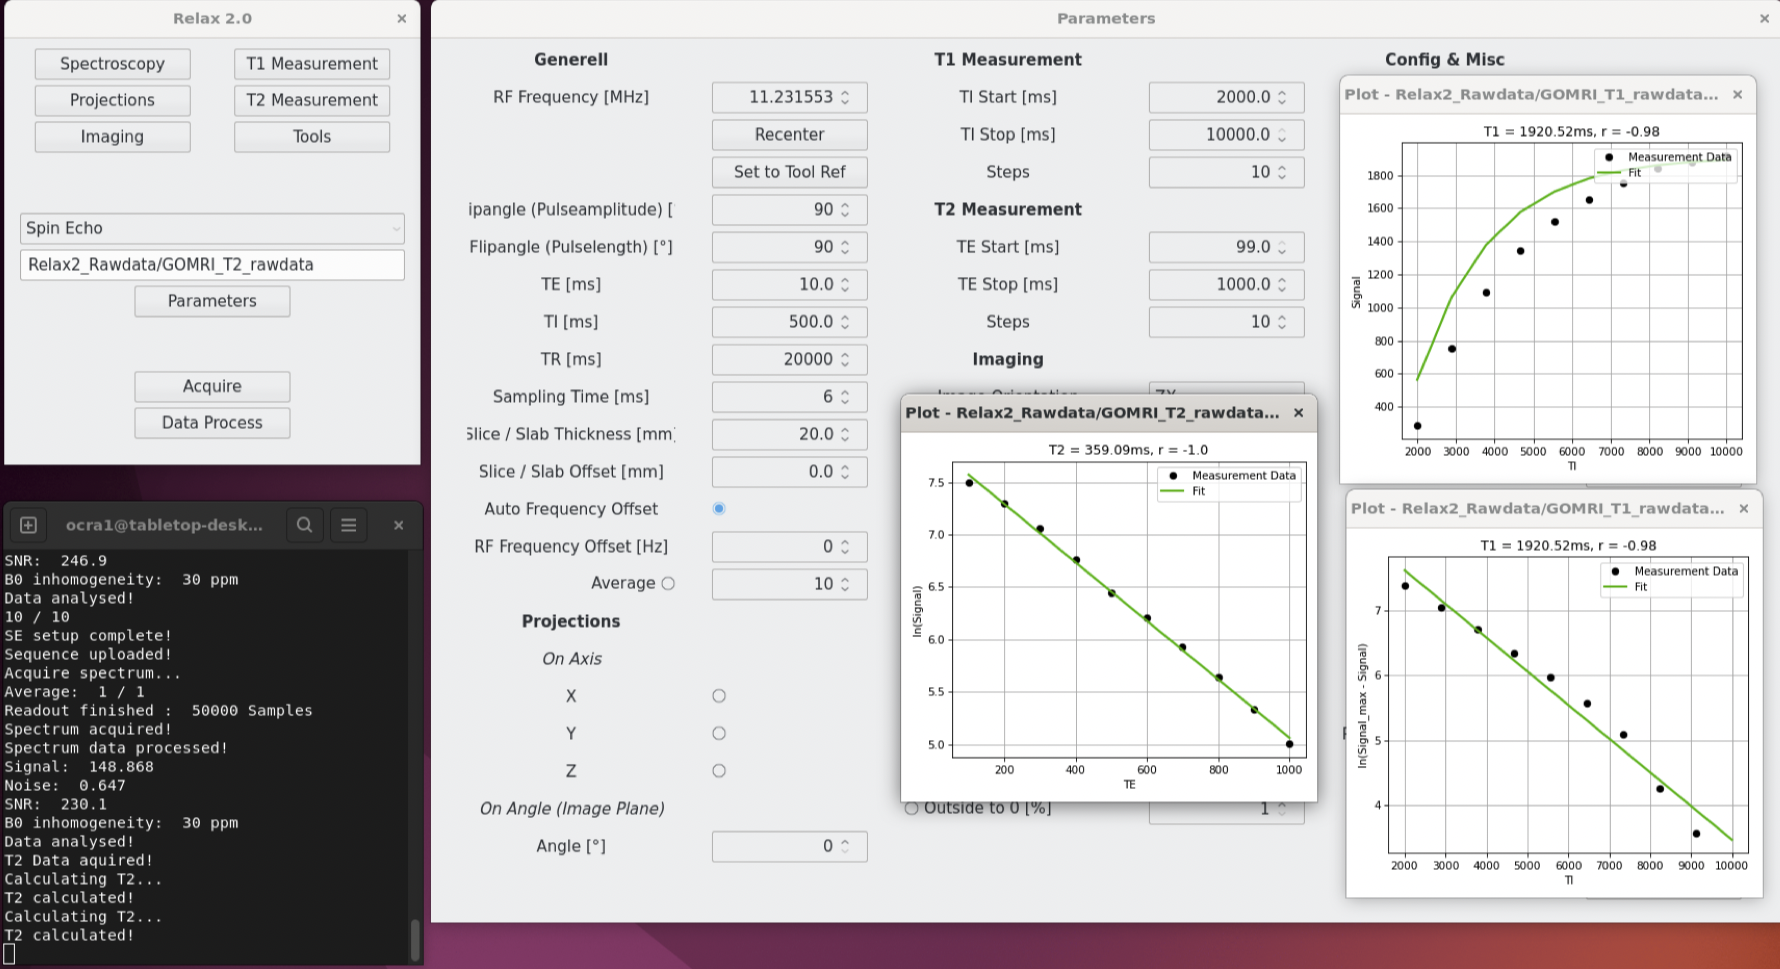 Relax 2.0
Spectroscopy
T1 Measurement
Projections
T2 Measurement
Imaging
Tools
Spin Echo
Relax2_Rawdata/GOMRI_T2_rawdata
Parameters
Acquire
Data Process
ocra1@tabletop-desk...
SNR:  246.9
B0 inhomogeneity:  30 ppm
Data analysed!
10 / 10
SE setup complete!
Sequence uploaded!
Acquire spectrum...
Average:  1 / 1
Readout finished :  50000 Samples
Spectrum acquired!
Spectrum data processed!
Signal:  148.868
Noise:  0.647
SNR:  230.1
B0 inhomogeneity:  30 ppm
Data analysed!
T2 Data aquired!
Calculating T2...
T2 calculated!
Calculating T2...
T2 calculated!
Parameters
Generell
RF Frequency [MHz] 11.231553
Recenter
Set to Tool Ref
ipangle (Pulseamplitude) [ 90
Flipangle (Pulselength) [°] 90
TE [ms] 10.0
TI [ms] 500.0
TR [ms] 20000
Sampling Time [ms] 6
Slice / Slab Thickness [mm] 20.0
Slice / Slab Offset [mm] 0.0
Auto Frequency Offset
RF Frequency Offset [Hz] 0
Average 10
Projections
On Axis
X
Y
Z
On Angle (Image Plane)
Angle [°] 0
T1 Measurement
TI Start [ms] 2000.0
TI Stop [ms] 10000.0
Steps 10
T2 Measurement
TE Start [ms] 99.0
TE Stop [ms] 1000.0
Steps 10
Imaging
Image Orientation ZX
Outside to 0 [%] 1
Config & Misc
Plot - Relax2_Rawdata/GOMRI_T2_rawdata...
T2 = 359.09ms, r = -1.0
Measurement Data
Fit
7.5
7.0
6.5
6.0
5.5
5.0
ln(Signal)
200 400 600 800 1000
TE
Plot - Relax2_Rawdata/GOMRI_T1_rawdata...
T1 = 1920.52ms, r = -0.98
Measurement Data
Fit
1800
1600
1400
1200
1000
800
600
400
Signal
2000 3000 4000 5000 6000 7000 8000 9000 10000
TI
Plot - Relax2_Rawdata/GOMRI_T1_rawdata...
T1 = 1920.52ms, r = -0.98
Measurement Data
Fit
7
6
5
4
ln(Signal_max - Signal)
2000 3000 4000 5000 6000 7000 8000 9000 10000
TI